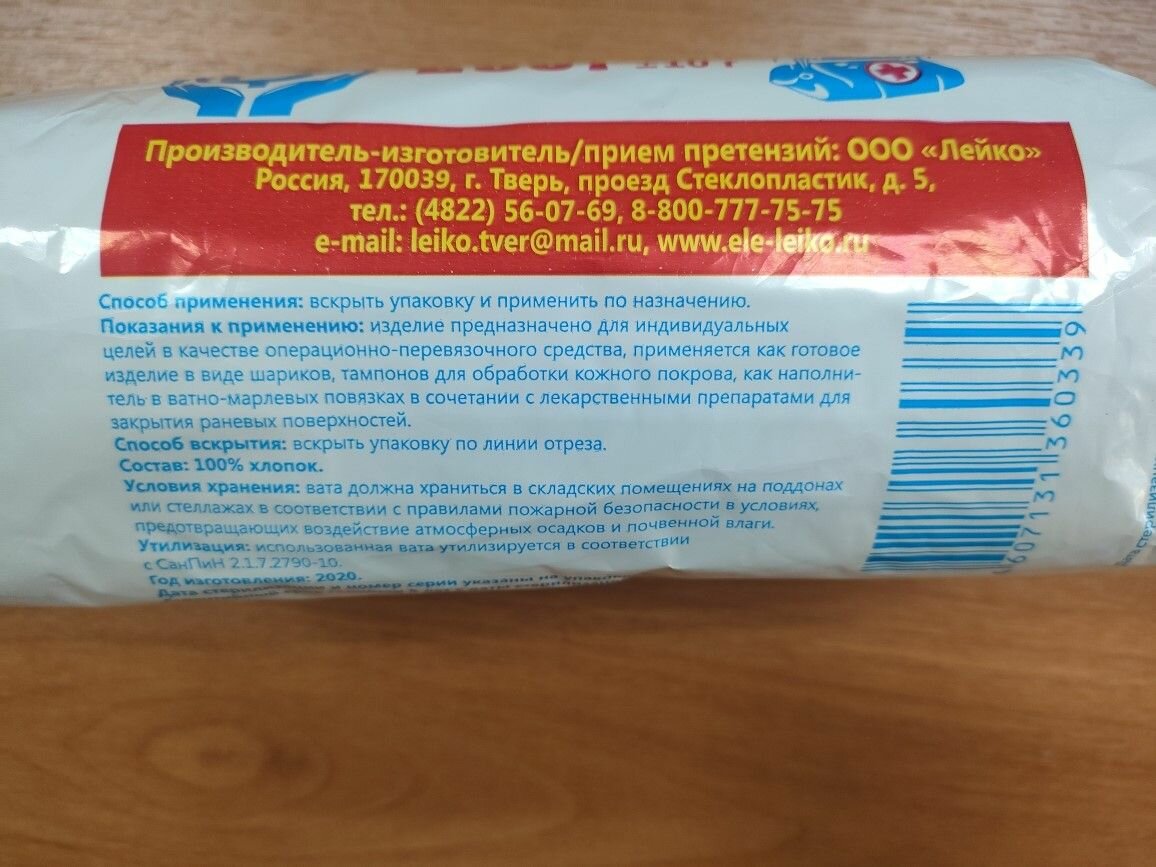 Производитель-изготовитель/прием претензий: ООО «Лейко»
Россия, 170039, г. Тверь, проезд Стеклопластик, д. 5,
тел.: (4822) 56-07-69, 8-800-777-75-75
e-mail: leiko.tver@mail.ru, www.ele-leiko.ru
Способ применения: вскрыть упаковку и применить по назначению.
Показания к применению: изделие предназначено для индивидуальных
целей в качестве операционно-перевязочного средства, применяется как готовое
изделие в виде шариков, тампонов для обработки кожного покрова, как наполни-
тель в ватно-марлевых повязках в сочетании с лекарственными препаратами для
закрытия раневых поверхностей.
Способ вскрытия: вскрыть упаковку по линии отреза.
Состав: 100% хлопок.
Условия хранения: вата должна храниться в складских помещениях на поддонах
или стеллажах в соответствии с правилами пожарной безопасности в условиях,
предотвращающих воздействие атмосферных осадков и почвенной влаги.
Утилизация: использованная вата утилизируется в соответствии
с СанПиН 2.1.7.2790-10.
Год изготовления: 2020.
Дата и номер серии указаны на
4607131360339